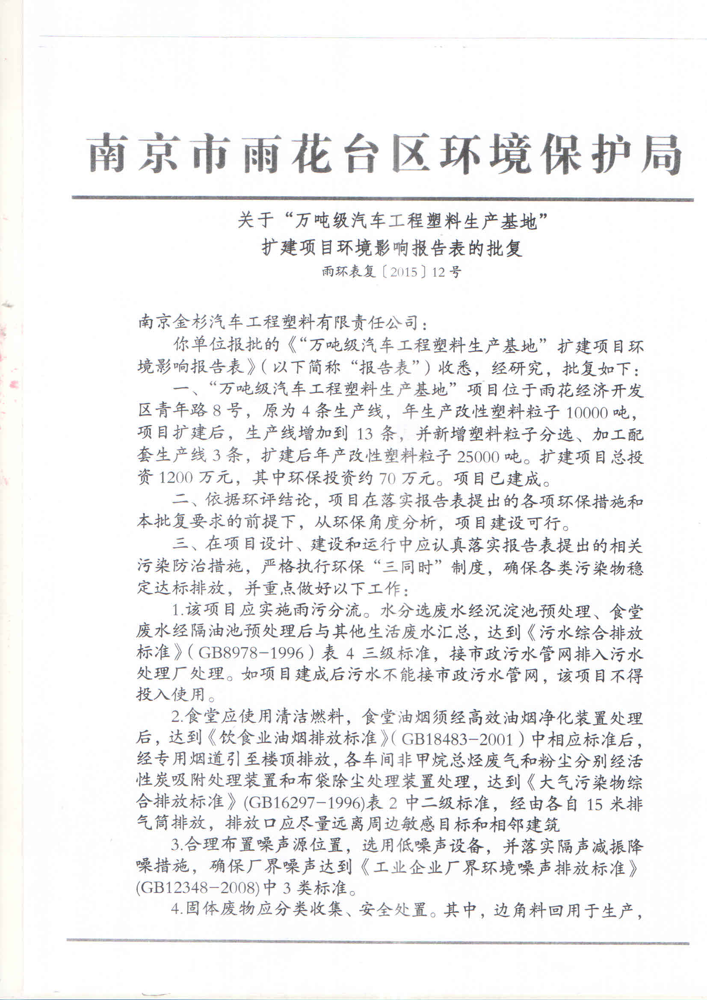 南京市雨花台区环境保护局
关于“万吨级汽车工程塑料生产基地”
扩建项目环境影响报告表的批复
雨环表复〔2015〕12号
南京金杉汽车工程塑料有限责任公司：
你单位报批的《“万吨级汽车工程塑料生产基地”扩建项目环
境影响报告表》（以下简称“报告表”）收悉，经研究，批复如下：
一、“万吨级汽车工程塑料生产基地”项目位于雨花经济开发
区青年路8号，原为4条生产线，年生产改性塑料粒子10000吨，
项目扩建后，生产线增加到13条，并新增塑料粒子分选、加工配
套生产线3条，扩建后年产改性塑料粒子25000吨。扩建项目总投
资1200万元，其中环保投资约70万元。项目已建成。
二、依据环评结论，项目在落实报告表提出的各项环保措施和
本批复要求的前提下，从环保角度分析，项目建设可行。
三、在项目设计、建设和运行中应认真落实报告表提出的相关
污染防治措施，严格执行环保“三同时”制度，确保各类污染物稳
定达标排放，并重点做好以下工作：
1.该项目应实施雨污分流。水分选废水经沉淀池预处理、食堂
废水经隔油池预处理后与其他生活废水汇总，达到《污水综合排放
标准》（GB8978-1996）表 4 三级标准，接市政污水管网排入污水
处理厂处理。如项目建成后污水不能接市政污水管网，该项目不得
投入使用。
2.食堂应使用清洁燃料，食堂油烟须经高效油烟净化装置处理
后，达到《饮食业油烟排放标准》（GB18483-2001）中相应标准后，
经专用烟道引至楼顶排放，各车间非甲烷总烃废气和粉尘分别经活
性炭吸附处理装置和布袋除尘处理装置处理，达到《大气污染物综
合排放标准》(GB16297-1996)表2中二级标准，经由各自15米排
气筒排放，排放口应尽量远离周边敏感目标和相邻建筑
3.合理布置噪声源位置，选用低噪声设备，并落实隔声减振降
噪措施，确保厂界噪声达到《工业企业厂界环境噪声排放标准》
(GB12348-2008)中3类标准。
4.固体废物应分类收集、安全处置。其中，边角料回用于生产，